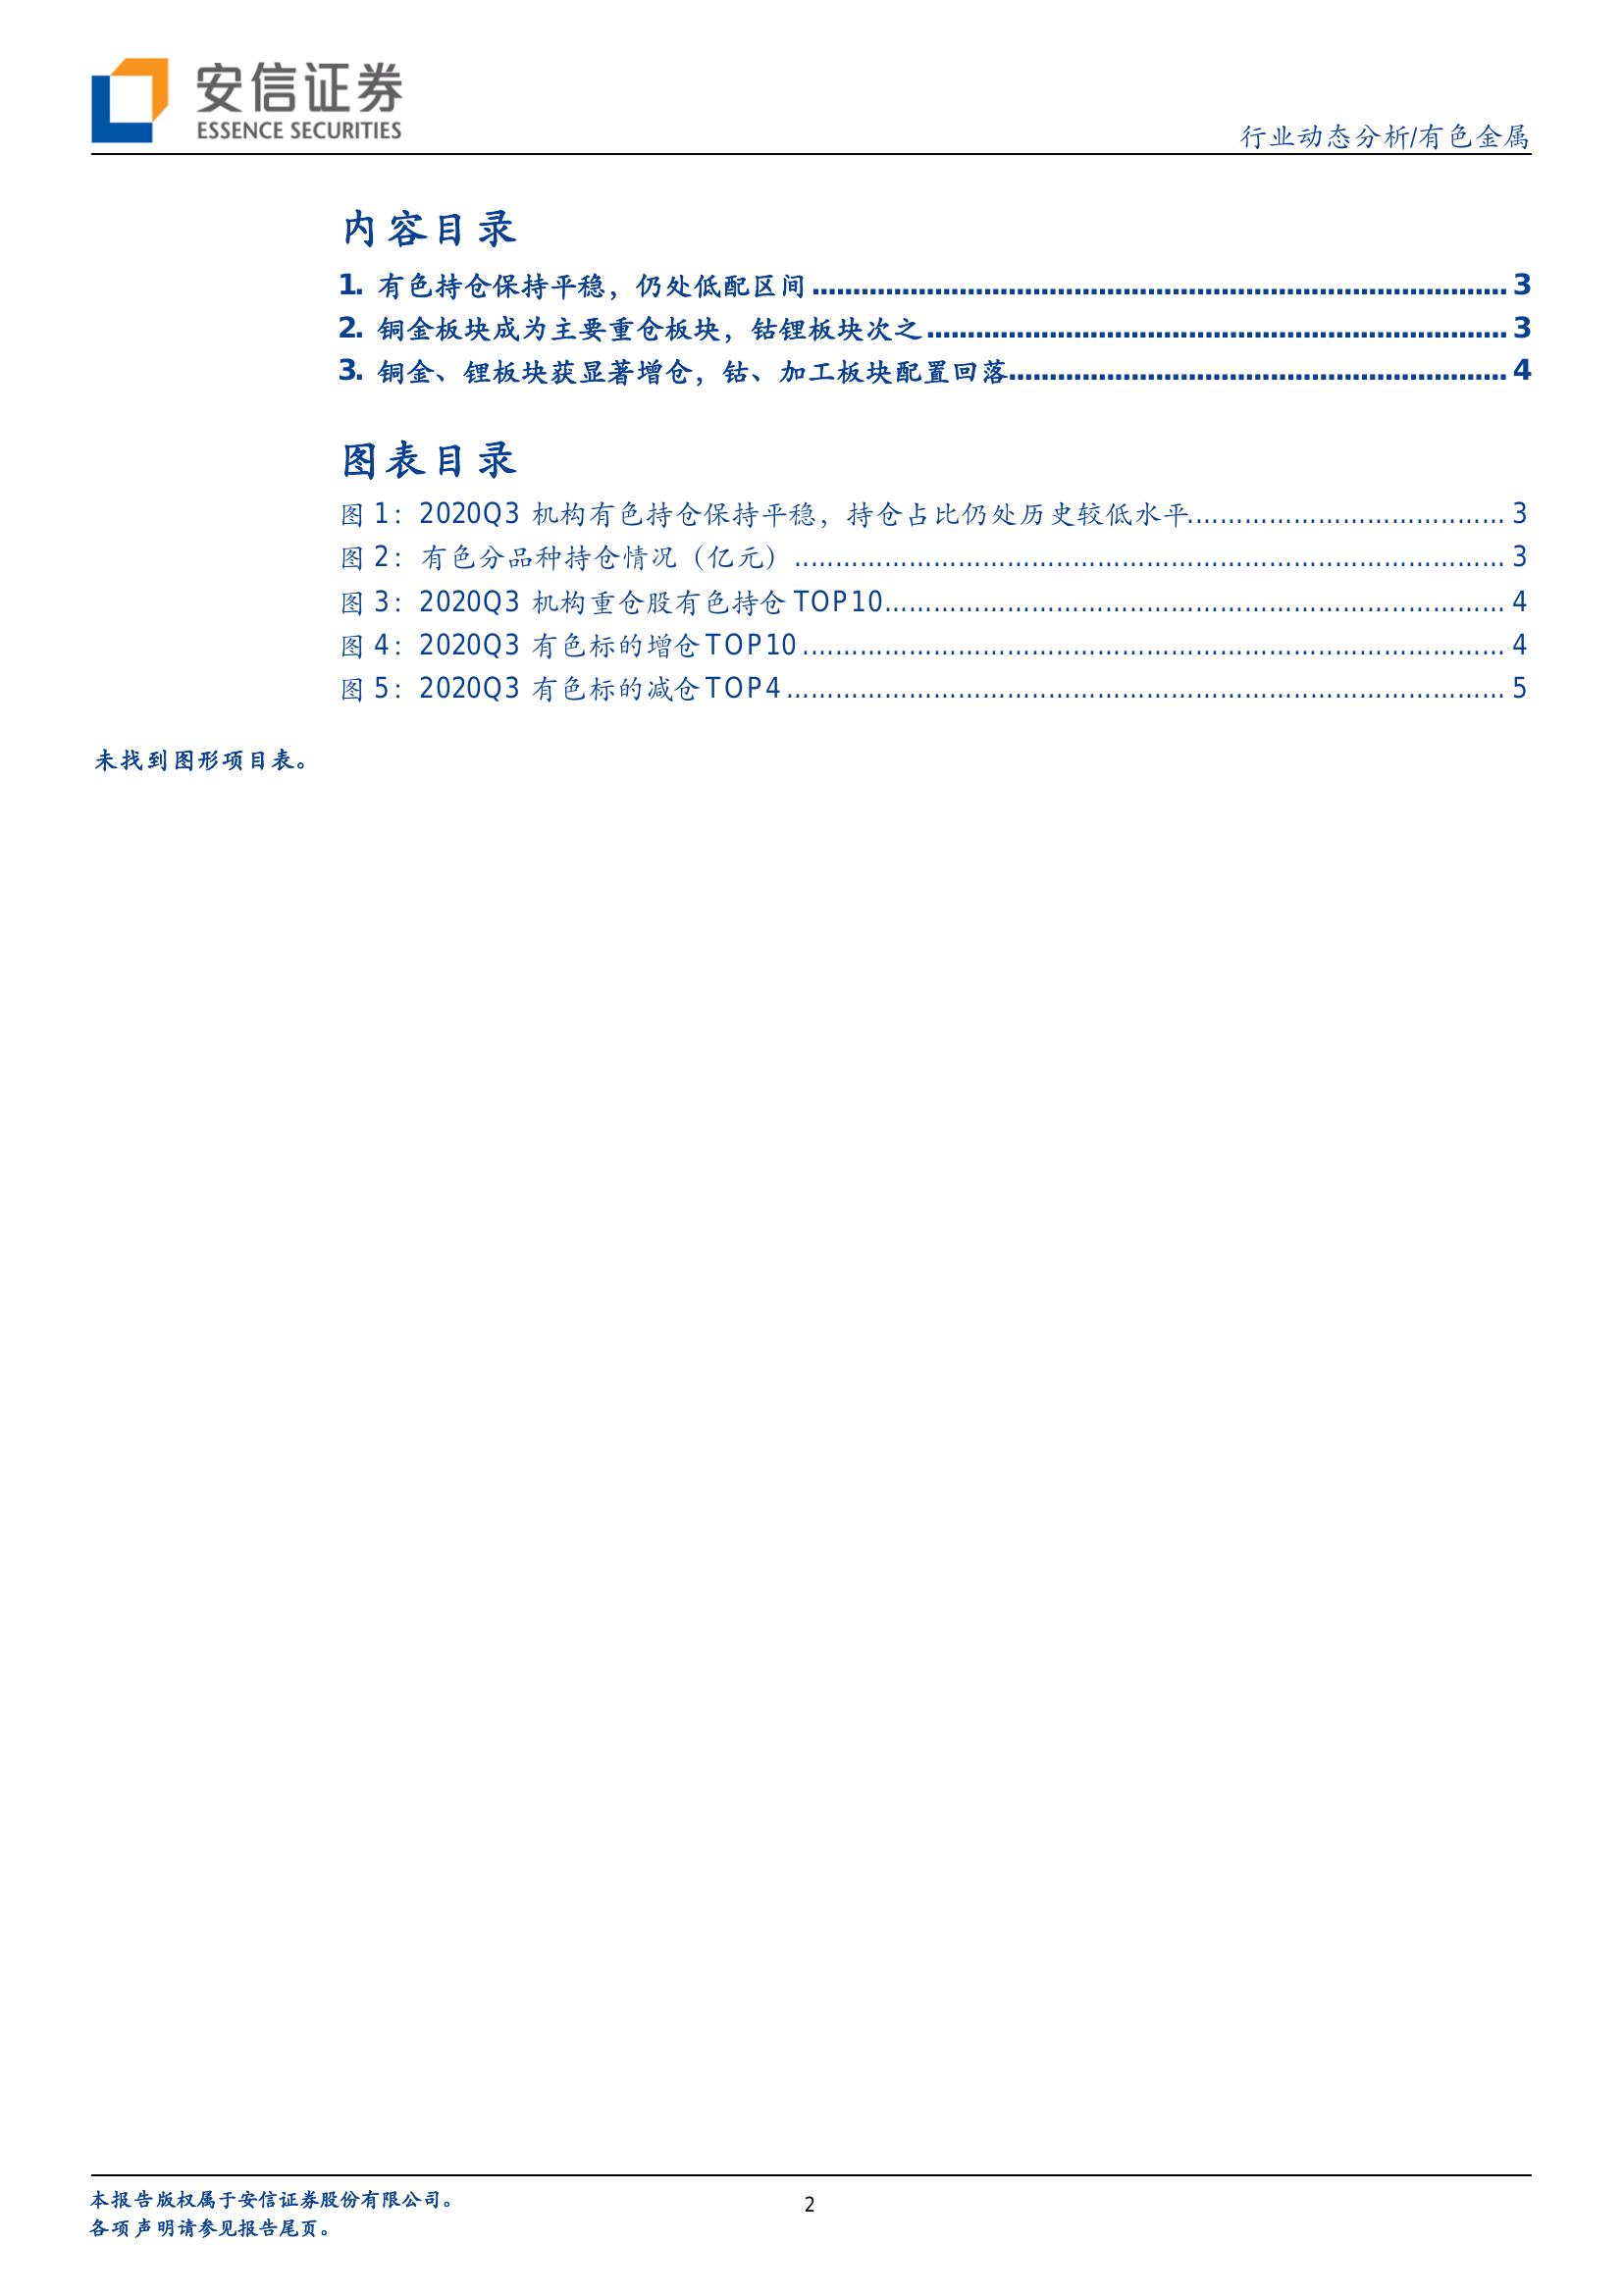 安信证券
ESSENCE SECURITIES
行业动态分析/有色金属
内容目录
1. 有色持仓保持平稳，仍处低配区间........................................................................................ 3
2. 铜金板块成为主要重仓板块，钴锂板块次之........................................................................ 3
3. 铜金、锂板块获显著增仓，钴、加工板块配置回落............................................................. 4
图表目录
图 1：2020Q3 机构有色持仓保持平稳，持仓占比仍处历史较低水平...................................... 3
图 2：有色分品种持仓情况（亿元）........................................................................................ 3
图 3：2020Q3 机构重仓股有色持仓 TOP10............................................................................ 4
图 4：2020Q3 有色标的增仓 TOP10...................................................................................... 4
图 5：2020Q3 有色标的减仓 TOP4........................................................................................ 5
未找到图形项目表。
本报告版权属于安信证券股份有限公司。
2
各项声明请参见报告尾页。